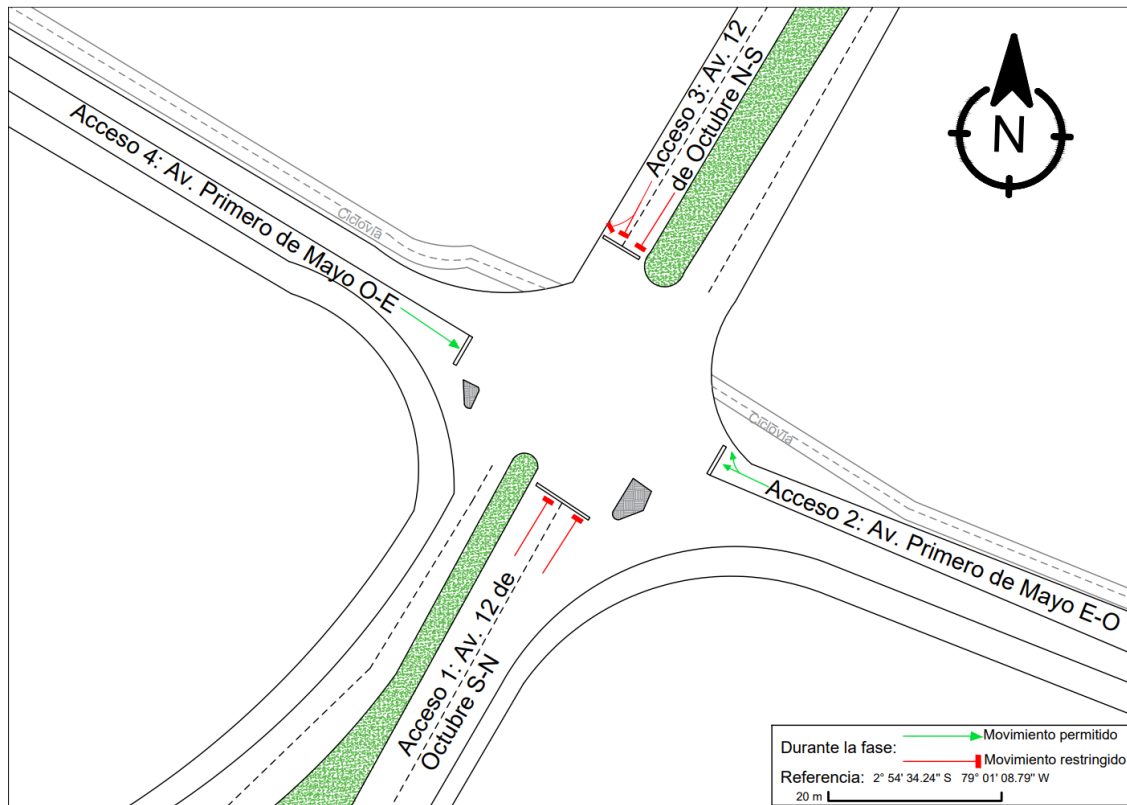 Acceso 3: Av. 12
de Octubre N-S
N
Acceso 4: Av. Primero de Mayo O-E
Ciclovía
Ciclovía
Acceso 2: Av. Primero de Mayo E-O
Acceso 1: Av. 12 de
Octubre S-N
Durante la fase:
Movimiento permitido
Movimiento restringido
Referencia: 2° 54' 34.24" S 79° 01' 08.79" W
20 m